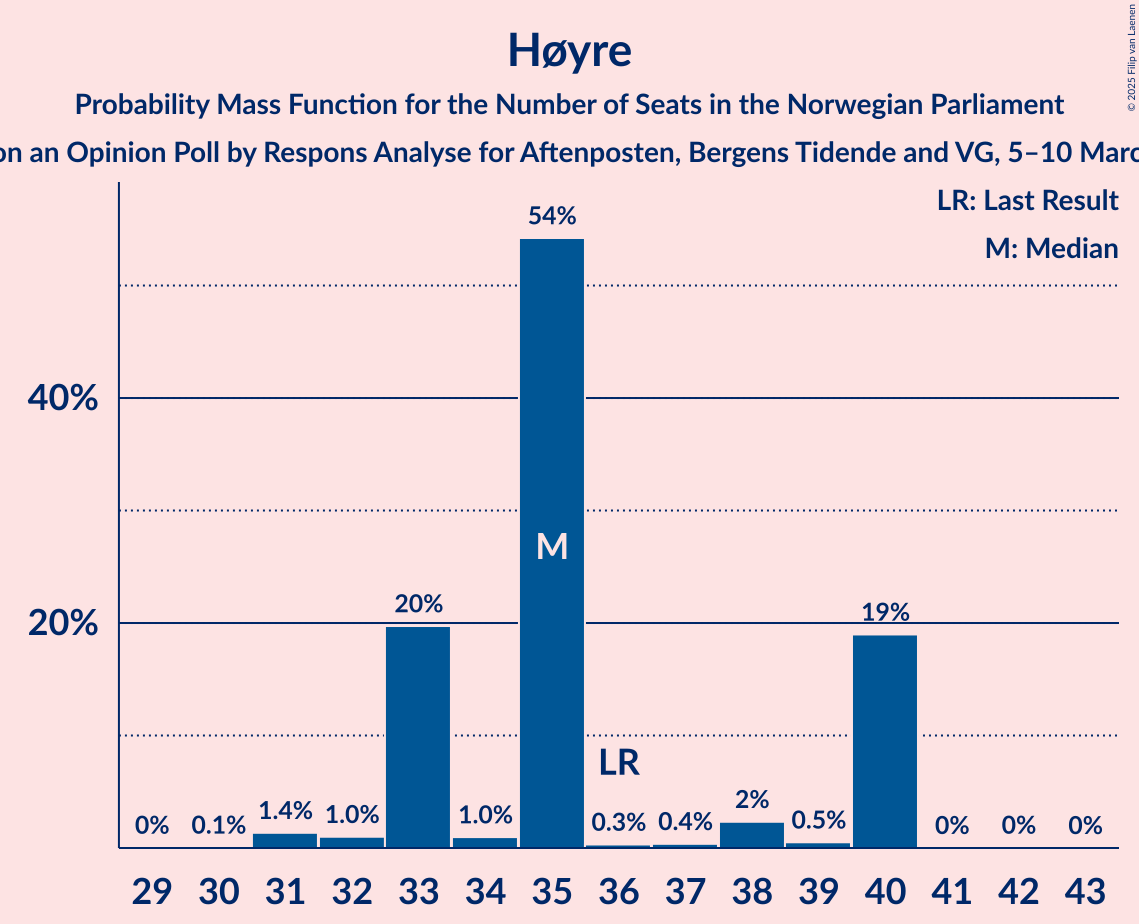 Høyre
Probability Mass Function for the Number of Seats in the Norwegian Parliament
on an Opinion Poll by Respons Analyse for Aftenposten, Bergens Tidende and VG, 5–10
© 2025 Filip van Laenen
LR: Last Result
M: Median
54%
40%
M
20%
20%
19%
LR
0% 0.1% 1.4% 1.0% 1.0% 0.3% 0.4% 2% 0.5% 0% 0% 0%
29 30 31 32 33 34 35 36 37 38 39 40 41 42 43